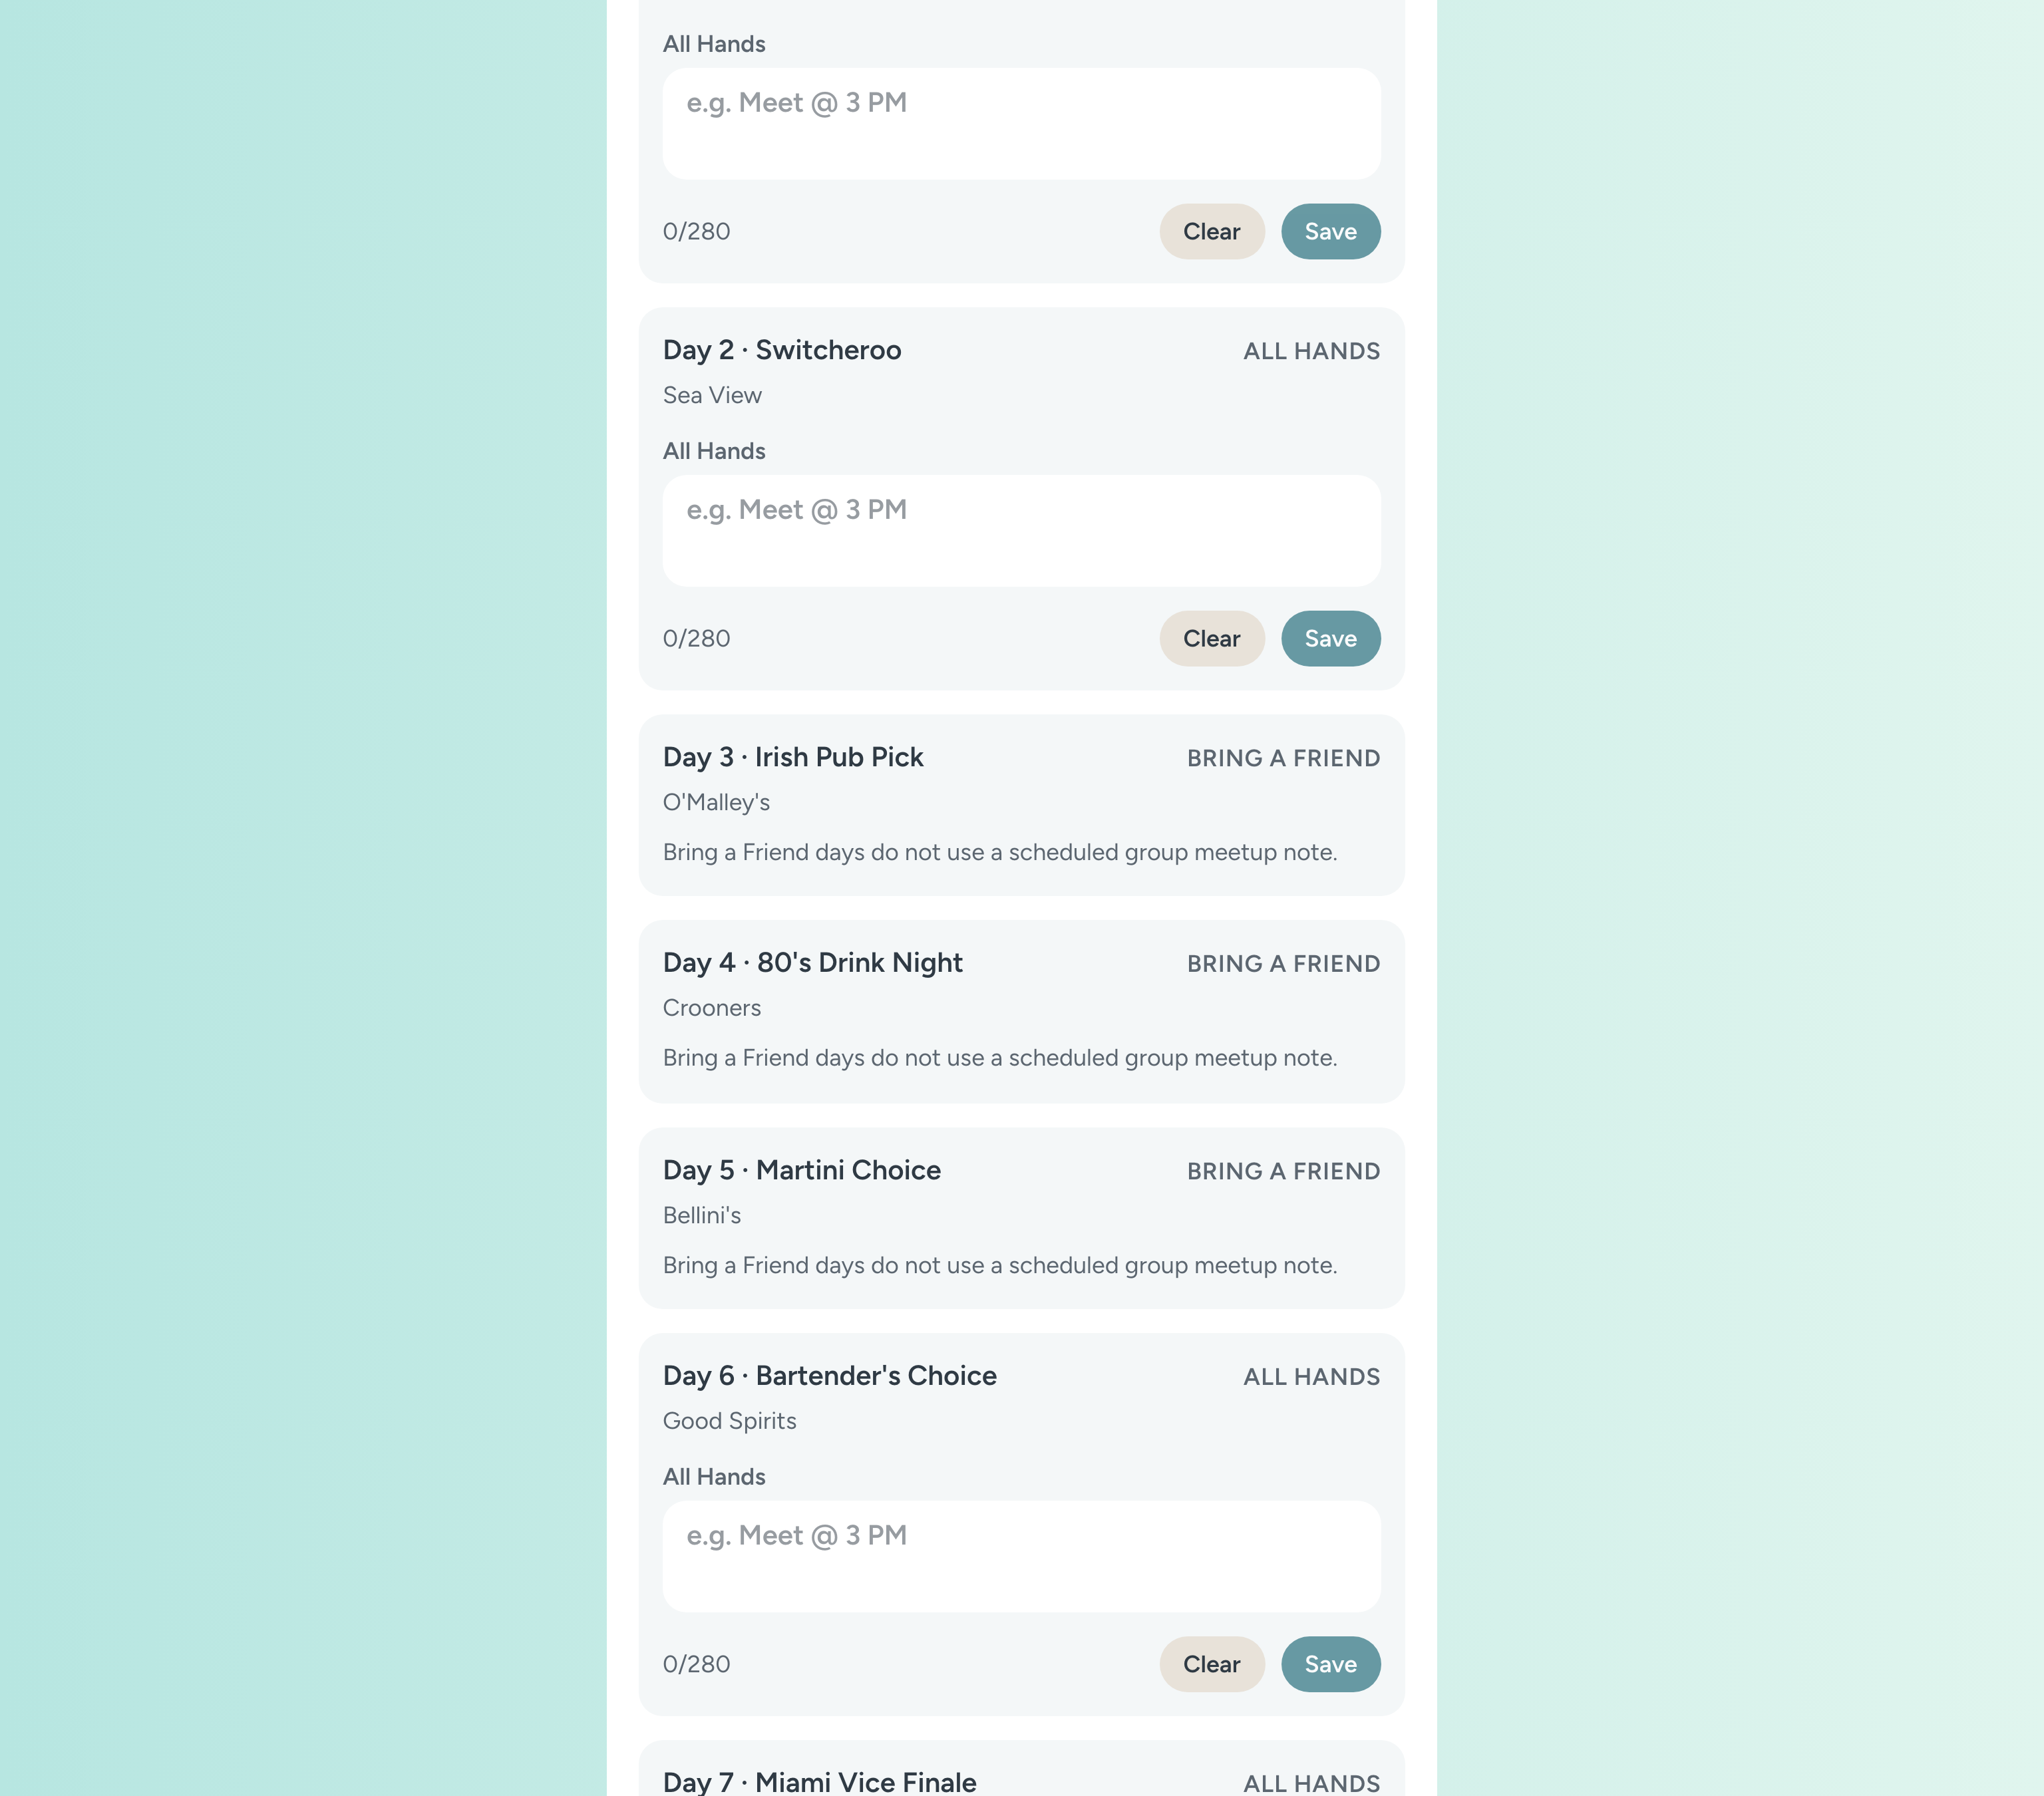 All Hands
e.g. Meet @ 3 PM
0/280
Clear
Save
Day 2 · Switcheroo
ALL HANDS
Sea View
All Hands
e.g. Meet @ 3 PM
0/280
Clear
Save
Day 3 · Irish Pub Pick
BRING A FRIEND
O'Malley's
Bring a Friend days do not use a scheduled group meetup note.
Day 4 · 80's Drink Night
BRING A FRIEND
Crooners
Bring a Friend days do not use a scheduled group meetup note.
Day 5 · Martini Choice
BRING A FRIEND
Bellini's
Bring a Friend days do not use a scheduled group meetup note.
Day 6 · Bartender's Choice
ALL HANDS
Good Spirits
All Hands
e.g. Meet @ 3 PM
0/280
Clear
Save
Day 7 · Miami Vice Finale
ALL HANDS